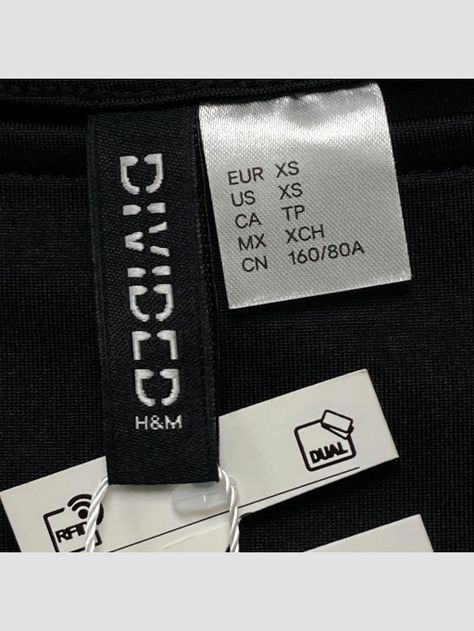 DIVIDED
H&M
EUR XS
US XS
CA TP
MX XCH
CN 160/80A
DUAL
RFID